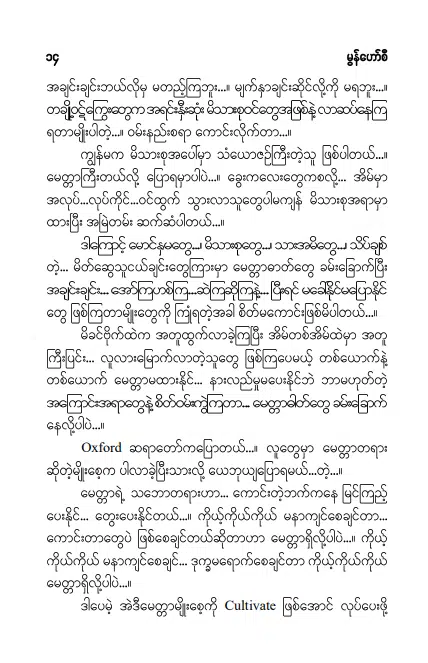 ၁၄ မွန်ဟော်စီ
အချင်းချင်းဘယ်လိုမှ မတည့်ကြဘူး...။ မျက်နှာချင်းဆိုင်လို့ကို မရဘူး...။
တချို့ဝဋ်ကြွေးတွေက အရင်းနှီးဆုံး မိသားစုဝင်တွေအဖြစ်နဲ့ လာဆပ်နေကြ
ရတာမျိုးပါတဲ့...။ ဝမ်းနည်းစရာ ကောင်းလိုက်တာ...။
ကျွန်မက မိသားစုအပေါ်မှာ သံယောဇဉ်ကြီးတဲ့သူ ဖြစ်ပါတယ်...။
မေတ္တာကြီးတယ်လို့ ပြောရမှာပါပဲ...။ ခွေးကလေးတွေကစလို့... အိမ်မှာ
အလုပ်...လုပ်ကိုင်...ဝင်ထွက် သွားလာသူတွေပါမကျန် မိသားစုအရာမှာ
ထားပြီး အမြဲတမ်း ဆက်ဆံပါတယ်...။
ဒါကြောင့် မောင်နှမတွေ...၊ မိသားစုတွေ...၊ သားအမိတွေ...၊ သိပ်ချစ်
တဲ့... မိတ်ဆွေသူငယ်ချင်းတွေကြားမှာ မေတ္တာဓာတ်တွေ ခမ်းခြောက်ပြီး
အချင်းချင်း... အော်ကြဟစ်ကြ...ဆဲကြဆိုကြနဲ့... ပြီးရင် မခေါ်နိုင်မပြောနိုင်
တွေ ဖြစ်ကြတာမျိုးတွေကို ကြုံရတဲ့အခါ စိတ်မကောင်းဖြစ်မိပါတယ်...။
မိခင်ဗိုက်ထဲက အတူထွက်လာခဲ့ကြပြီး အိမ်တစ်အိမ်ထဲမှာ အတူ
ကြီးပြင်း... လူလားမြောက်လာတဲ့သူတွေ ဖြစ်ကြပေမယ့် တစ်ယောက်နဲ့
တစ်ယောက် မေတ္တာမထားနိုင်... နားလည်မှုမပေးနိုင်ဘဲ ဘာမဟုတ်တဲ့
အကြောင်းအရာတွေနဲ့ စိတ်ဝမ်းကွဲကြတာ... မေတ္တာဓါတ်တွေ ခမ်းခြောက်
နေလို့ပါပဲ...။
Oxford ဆရာတော်ကပြောတယ်...။ လူတွေမှာ မေတ္တာတရား
ဆိုတဲ့မျိုးစေ့က ပါလာခဲ့ပြီးသားလို့ ယေဘုယျပြောရမယ်...တဲ့...။
မေတ္တာရဲ့ သဘောတရားဟာ... ကောင်းတဲ့ဘက်ကနေ မြင်ကြည့်
ပေးနိုင်... တွေးပေးနိုင်တယ်...။ ကိုယ့်ကိုယ်ကိုယ် မနာကျင်စေချင်တာ...
ကောင်းတာတွေပဲ ဖြစ်စေချင်တယ်ဆိုတာဟာ မေတ္တာရှိလို့ပါပဲ...။ ကိုယ့်
ကိုယ်ကိုယ် မနာကျင်စေချင်... ဒုက္ခမရောက်စေချင်တာ ကိုယ့်ကိုယ်ကိုယ်
မေတ္တာရှိလို့ပါပဲ...။
ဒါပေမဲ့ အဲဒီမေတ္တာမျိုးစေ့ကို Cultivate ဖြစ်အောင် လုပ်ပေးဖို့